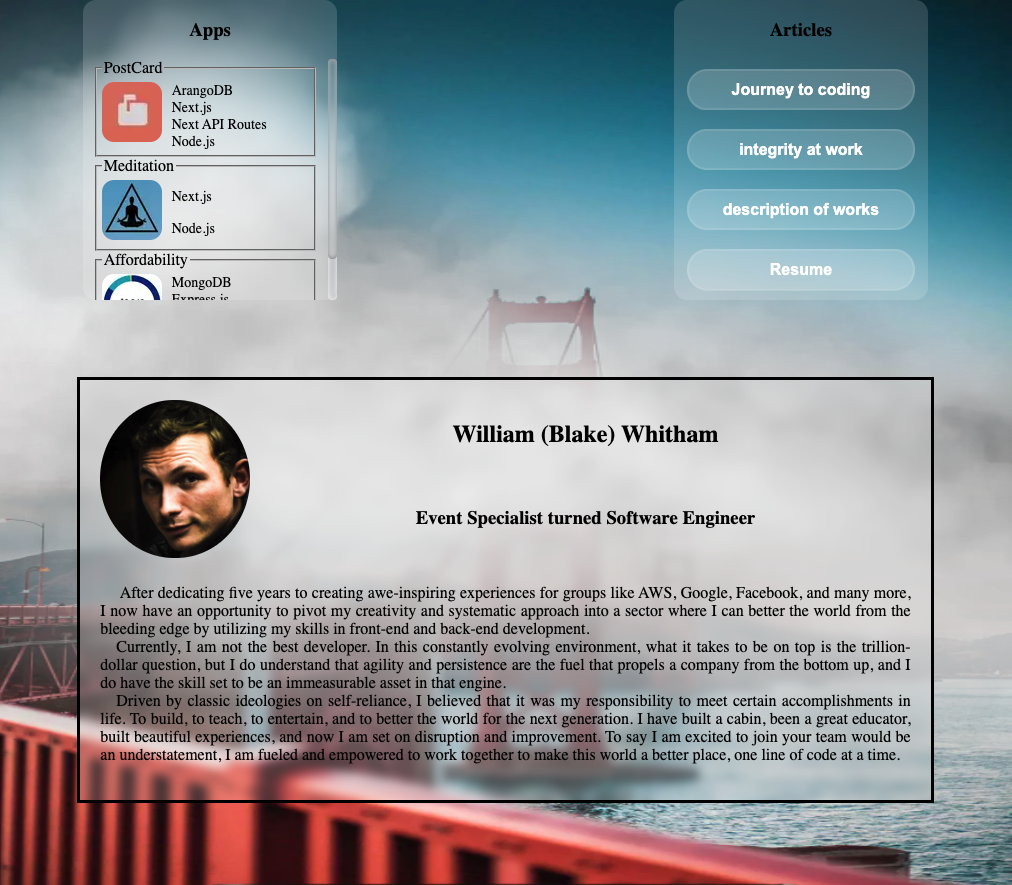 Apps
PostCard
ArangoDB
Next.js
Next API Routes
Node.js
Meditation
Next.js
Node.js
Affordability
MongoDB
Express.js
Articles
Journey to coding
integrity at work
description of works
Resume
William (Blake) Whitham
Event Specialist turned Software Engineer
After dedicating five years to creating awe-inspiring experiences for groups like AWS, Google, Facebook, and many more,
I now have an opportunity to pivot my creativity and systematic approach into a sector where I can better the world from the
bleeding edge by utilizing my skills in front-end and back-end development.
Currently, I am not the best developer. In this constantly evolving environment, what it takes to be on top is the trillion-
dollar question, but I do understand that agility and persistence are the fuel that propels a company from the bottom up, and I
do have the skill set to be an immeasurable asset in that engine.
Driven by classic ideologies on self-reliance, I believed that it was my responsibility to meet certain accomplishments in
life. To build, to teach, to entertain, and to better the world for the next generation. I have built a cabin, been a great educator,
built beautiful experiences, and now I am set on disruption and improvement. To say I am excited to join your team would be
an understatement, I am fueled and empowered to work together to make this world a better place, one line of code at a time.